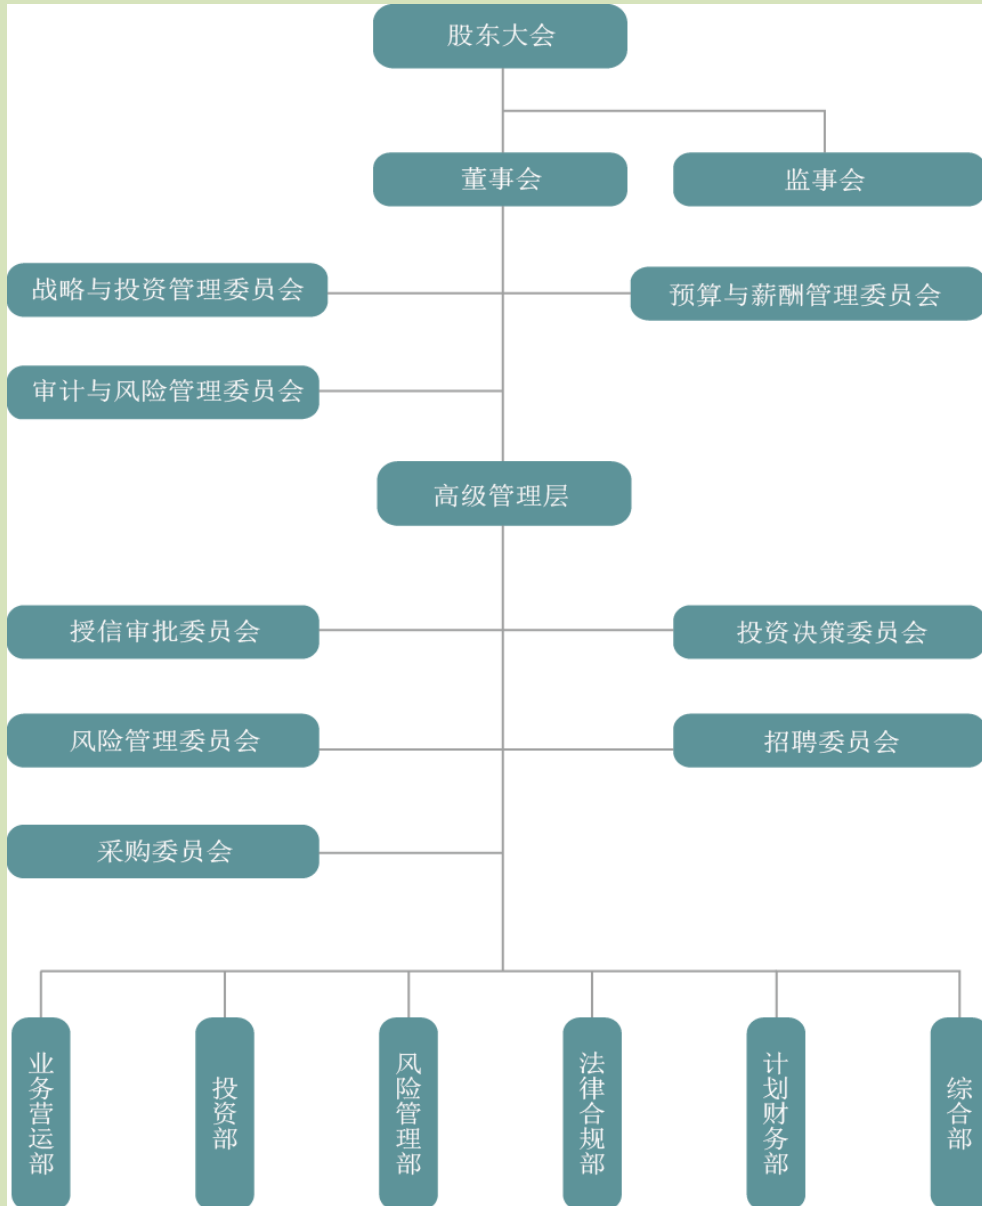 股东大会
董事会
监事会
战略与投资管理委员会
预算与薪酬管理委员会
审计与风险管理委员会
高级管理层
授信审批委员会
投资决策委员会
风险管理委员会
招聘委员会
采购委员会
业务营运部
投资部
风险管理部
法律合规部
计划财务部
综合部